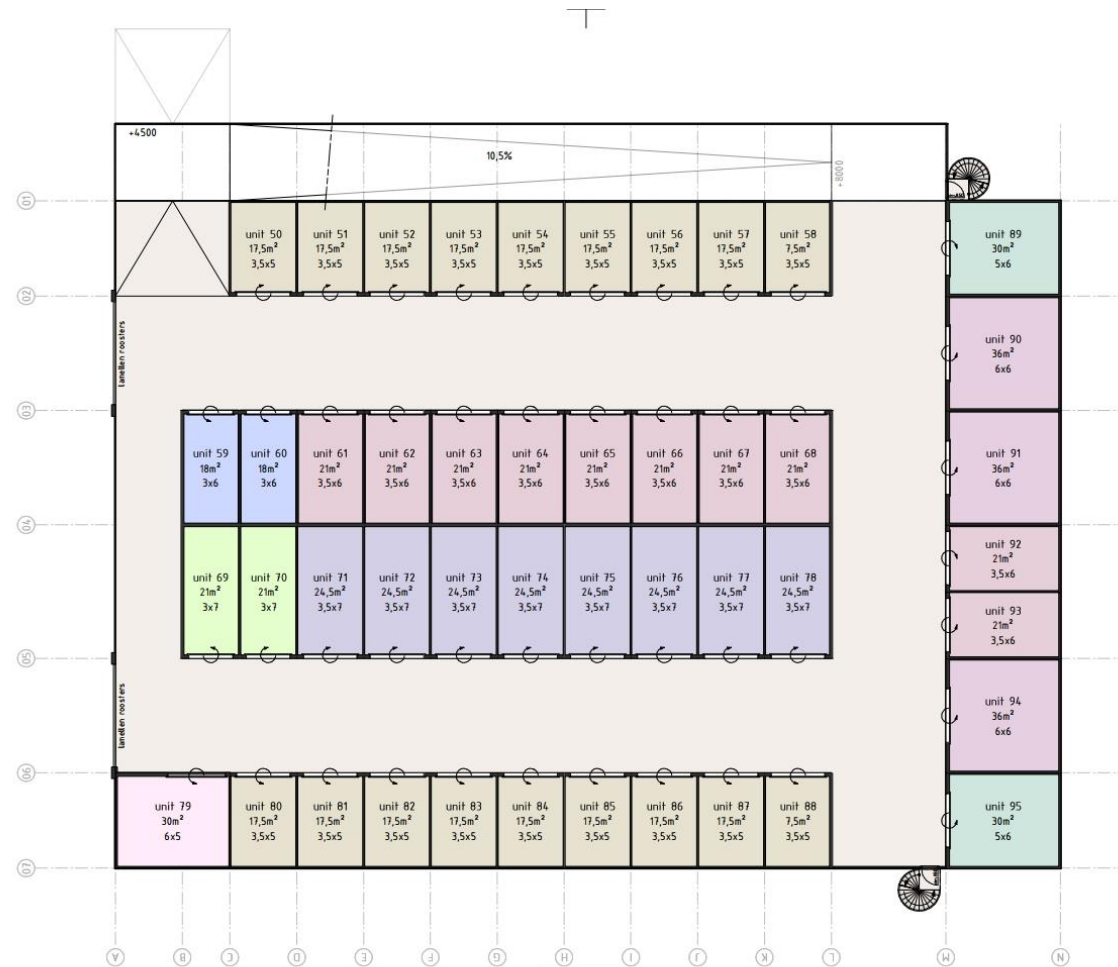 +4500
10,5%
+8000
01
unit 50
17,5m²
3,5x5
unit 51
17,5m²
3,5x5
unit 52
17,5m²
3,5x5
unit 53
17,5m²
3,5x5
unit 54
17,5m²
3,5x5
unit 55
17,5m²
3,5x5
unit 56
17,5m²
3,5x5
unit 57
17,5m²
3,5x5
unit 58
7,5m²
3,5x5
unit 89
30m²
5x6
02
lamellen roosters
unit 90
36m²
6x6
03
unit 59
18m²
3x6
unit 60
18m²
3x6
unit 61
21m²
3,5x6
unit 62
21m²
3,5x6
unit 63
21m²
3,5x6
unit 64
21m²
3,5x6
unit 65
21m²
3,5x6
unit 66
21m²
3,5x6
unit 67
21m²
3,5x6
unit 68
21m²
3,5x6
unit 91
36m²
6x6
04
unit 69
21m²
3x7
unit 70
21m²
3x7
unit 71
24,5m²
3,5x7
unit 72
24,5m²
3,5x7
unit 73
24,5m²
3,5x7
unit 74
24,5m²
3,5x7
unit 75
24,5m²
3,5x7
unit 76
24,5m²
3,5x7
unit 77
24,5m²
3,5x7
unit 78
24,5m²
3,5x7
unit 92
21m²
3,5x6
unit 93
21m²
3,5x6
05
lamellen roosters
unit 94
36m²
6x6
06
unit 79
30m²
6x5
unit 80
17,5m²
3,5x5
unit 81
17,5m²
3,5x5
unit 82
17,5m²
3,5x5
unit 83
17,5m²
3,5x5
unit 84
17,5m²
3,5x5
unit 85
17,5m²
3,5x5
unit 86
17,5m²
3,5x5
unit 87
17,5m²
3,5x5
unit 88
7,5m²
3,5x5
unit 95
30m²
5x6
07
A
B
C
D
E
F
G
H
I
J
K
L
M
N